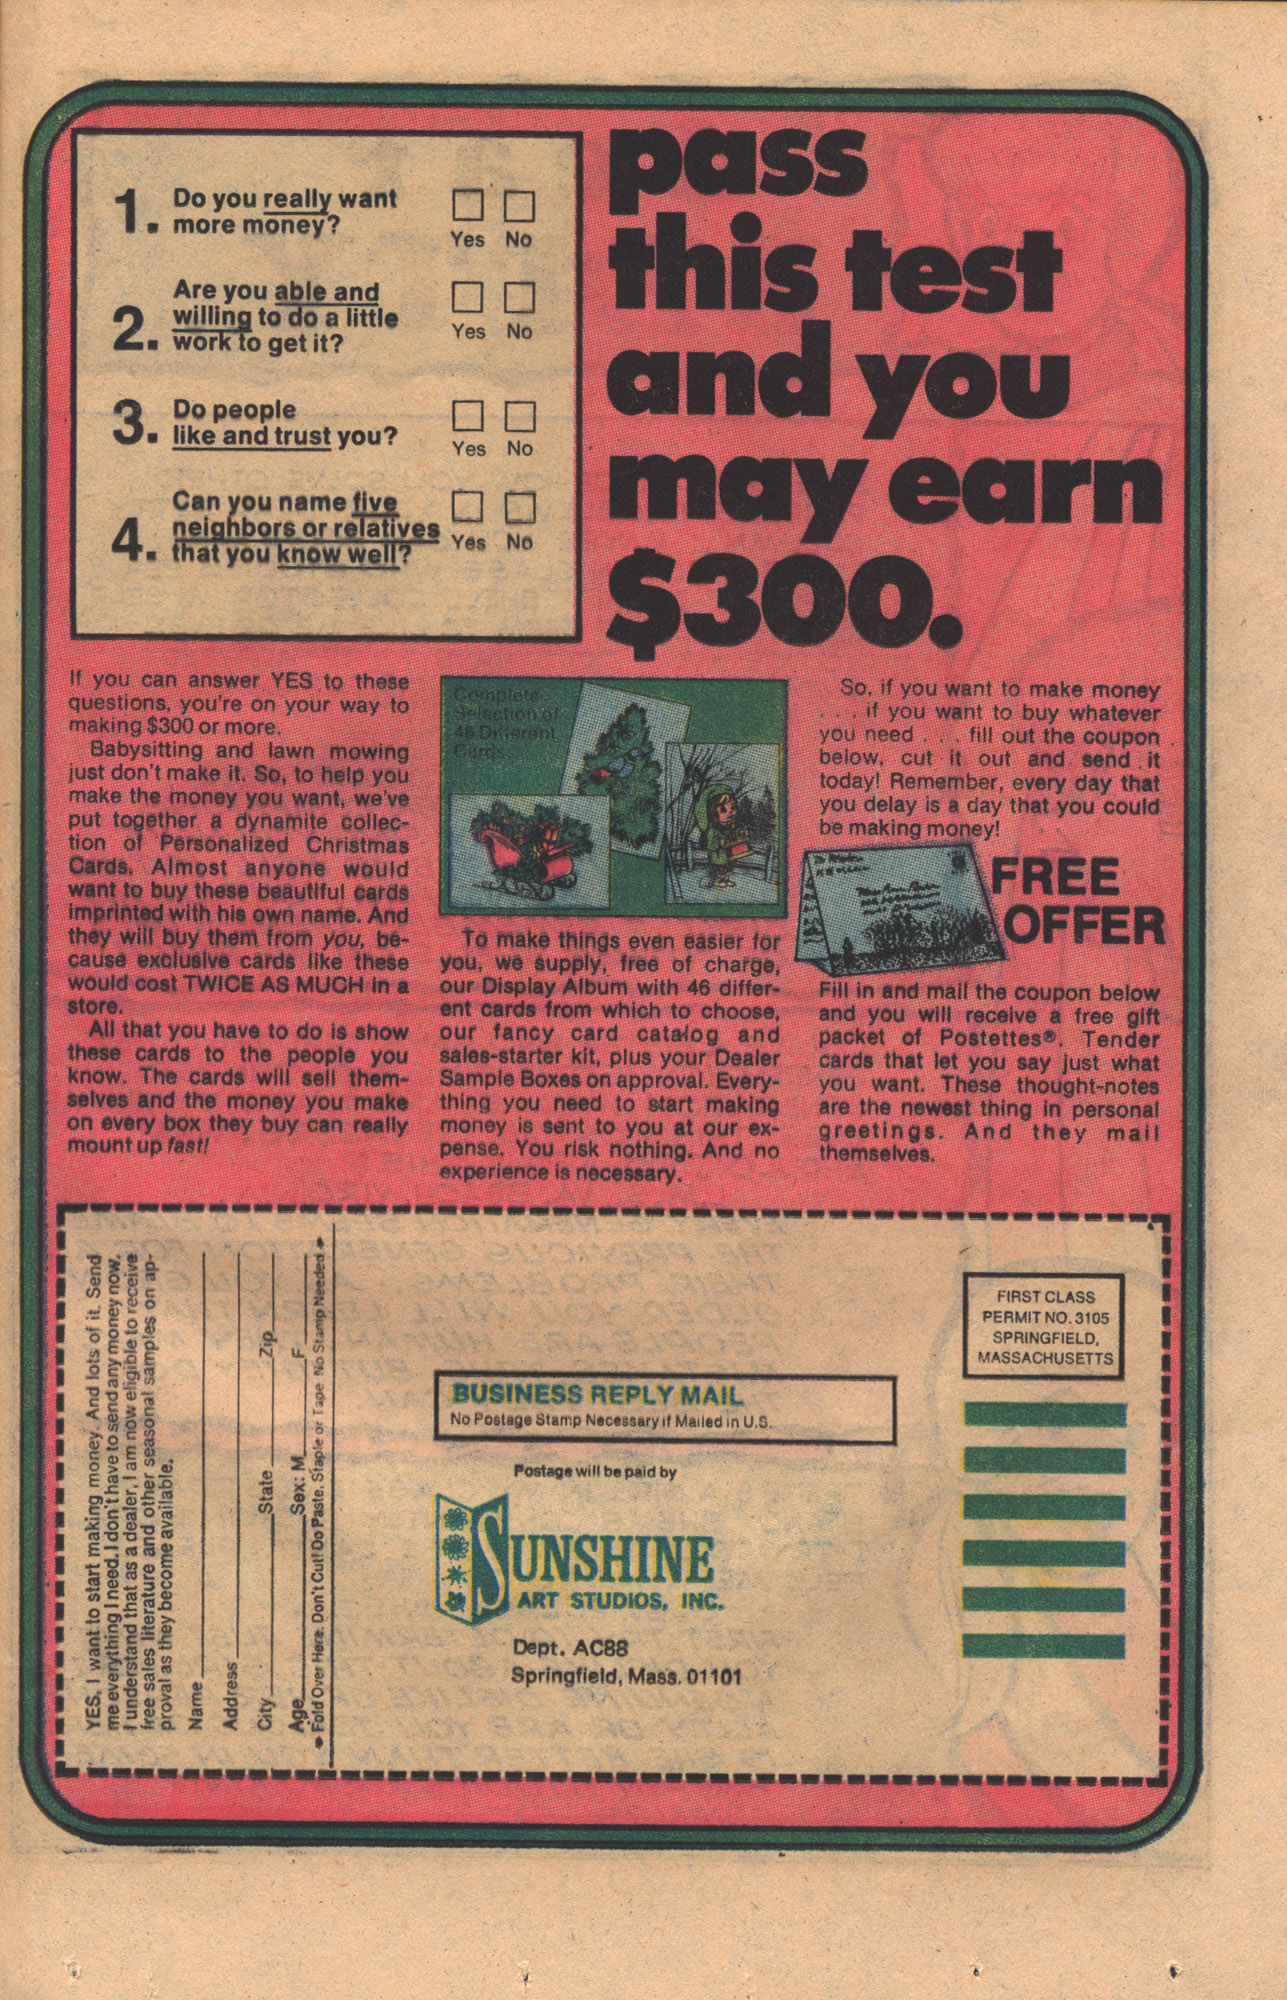 pass
this test
and you
may earn
$300.
1. Do you really want
more money?
Yes No
2. Are you able and
willing to do a little
work to get it?
Yes No
3. Do people
like and trust you?
Yes No
4. Can you name five
neighbors or relatives
that you know well?
Yes No
If you can answer YES to these
questions, you're on your way to
making $300 or more.
Babysitting and lawn mowing
just don't make it. So, to help you
make the money you want, we've
put together a dynamite collec-
tion of Personalized Christmas
Cards. Almost anyone would
want to buy these beautiful cards
imprinted with his own name. And
they will buy them from you, be-
cause exclusive cards like these
would cost TWICE AS MUCH in a
store.
All that you have to do is show
these cards to the people you
know. The cards will sell them-
selves and the money you make
on every box they buy can really
mount up fast!
Complete
Selection of
46 Different
Cards
To make things even easier for
you, we supply, free of charge,
our Display Album with 46 differ-
ent cards from which to choose,
our fancy card catalog and
sales-starter kit, plus your Dealer
Sample Boxes on approval. Every-
thing you need to start making
money is sent to you at our ex-
pense. You risk nothing. And no
experience is necessary.
So, if you want to make money
. . . if you want to buy whatever
you need . . . fill out the coupon
below, cut it out and send it
today! Remember, every day that
you delay is a day that you could
be making money!
FREE
OFFER
Fill in and mail the coupon below
and you will receive a free gift
packet of Postettes®. Tender
cards that let you say just what
you want. These thought-notes
are the newest thing in personal
greetings. And they mail
themselves.
YES, I want to start making money. And lots of it. Send
me everything I need. I don't have to send any money now.
I understand that as a dealer, I am now eligible to receive
free sales literature and other seasonal samples on ap-
proval as they become available.
Name
Address
City State Zip
Age Sex: M F
Fold Over Here. Don't Cut! Do Paste, Staple or Tape. No Stamp Needed
FIRST CLASS
PERMIT NO. 3105
SPRINGFIELD,
MASSACHUSETTS
BUSINESS REPLY MAIL
No Postage Stamp Necessary if Mailed in U.S.
Postage will be paid by
SUNSHINE
ART STUDIOS, INC.
Dept. AC88
Springfield, Mass. 01101